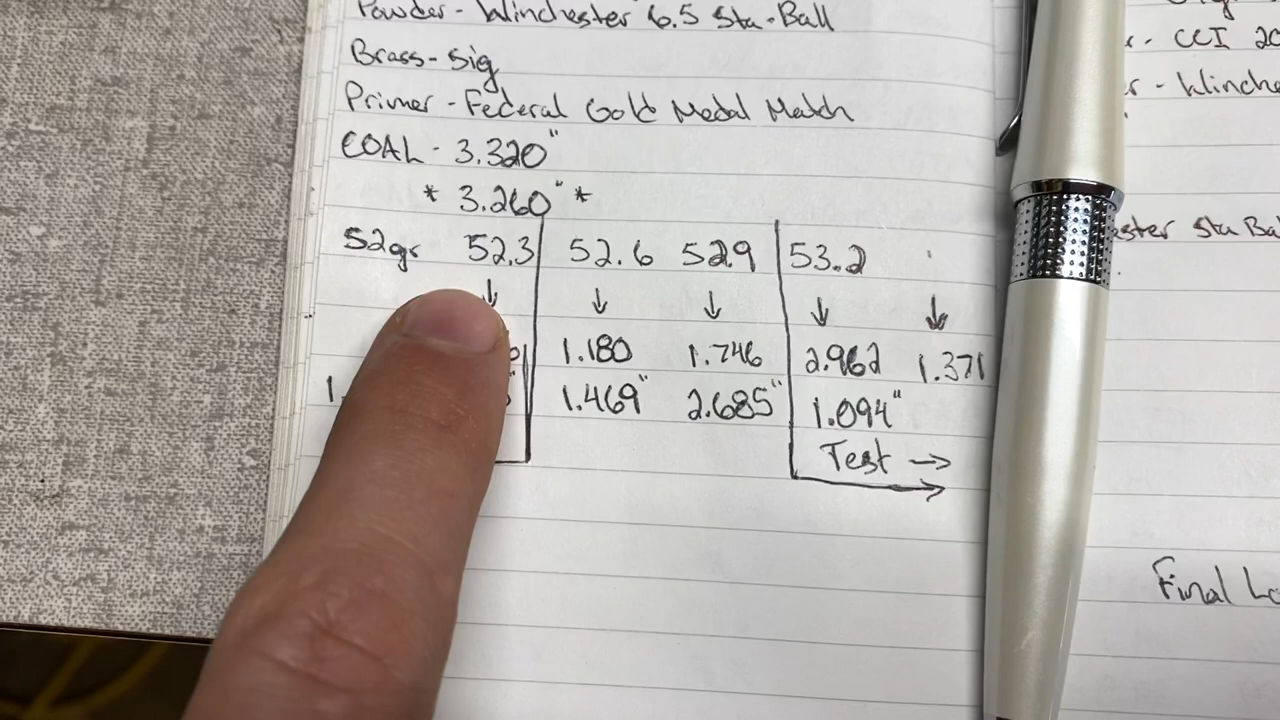 Powder - Winchester 6.5 Sta-Ball
Brass - Sig
Primer - Federal Gold Medal Match
COAL - 3.320"
* 3.260" *
52gr 52.3 52.6 52.9 53.2
↓ ↓ ↓ ↓ ↓
1.180 1.746 2.962 1.371
1.469" 2.685" 1.094"
Test →
CCI
Sta
Final